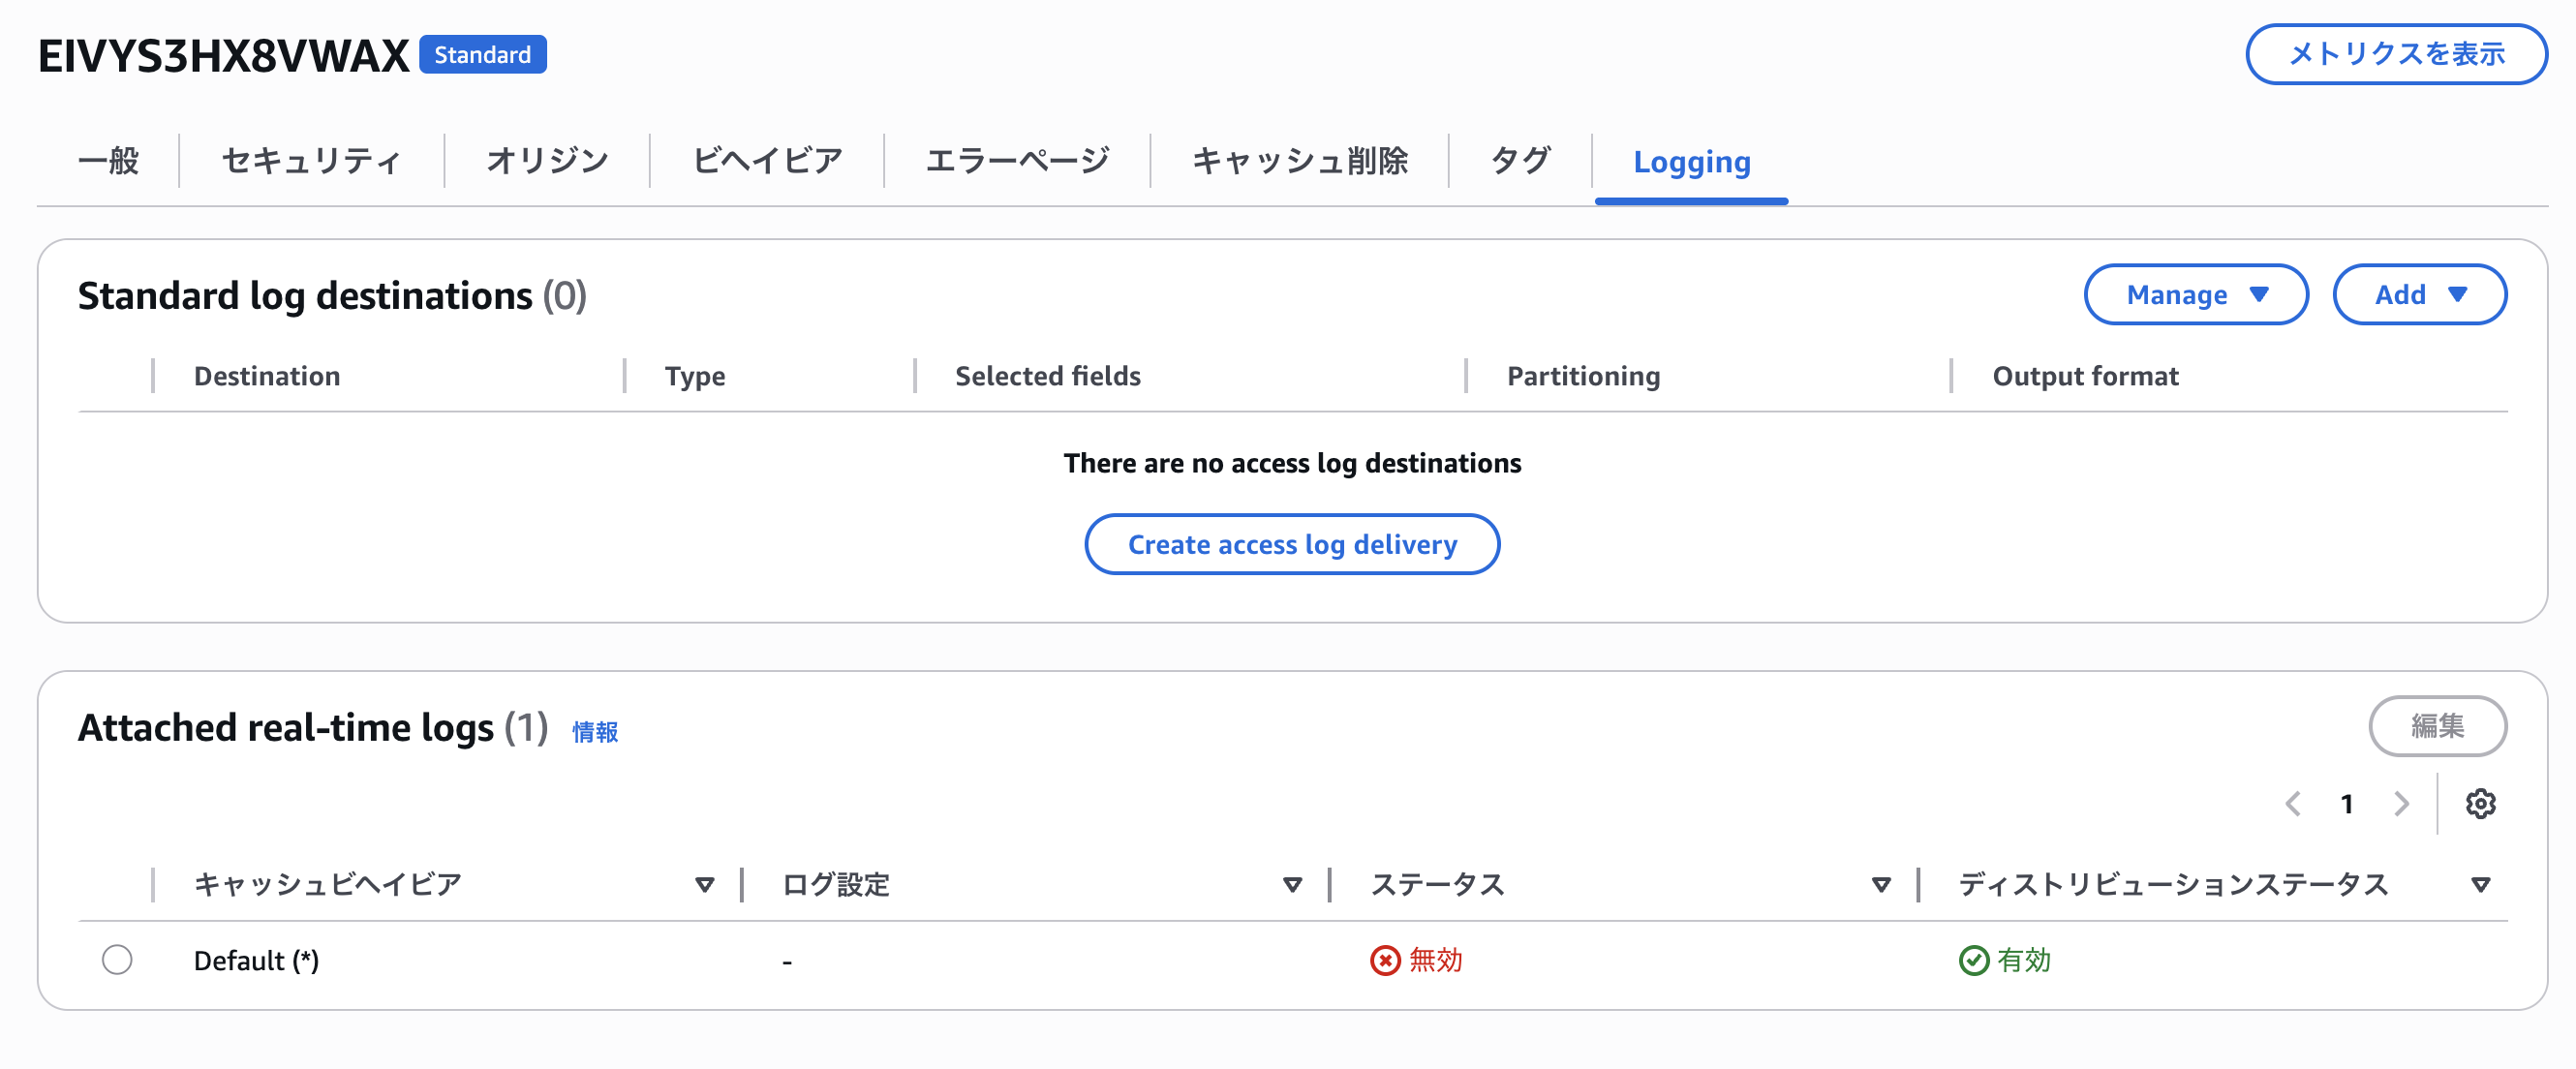 EIVYS3HX8VWAX Standard メトリクスを表示
一般 セキュリティ オリジン ビヘイビア エラーページ キャッシュ削除 タグ Logging
Standard log destinations (0) Manage Add
Destination Type Selected fields Partitioning Output format
There are no access log destinations
Create access log delivery
Attached real-time logs (1) 情報 編集
1
キャッシュビヘイビア ログ設定 ステータス ディストリビューションステータス
Default (*) - 無効 有効